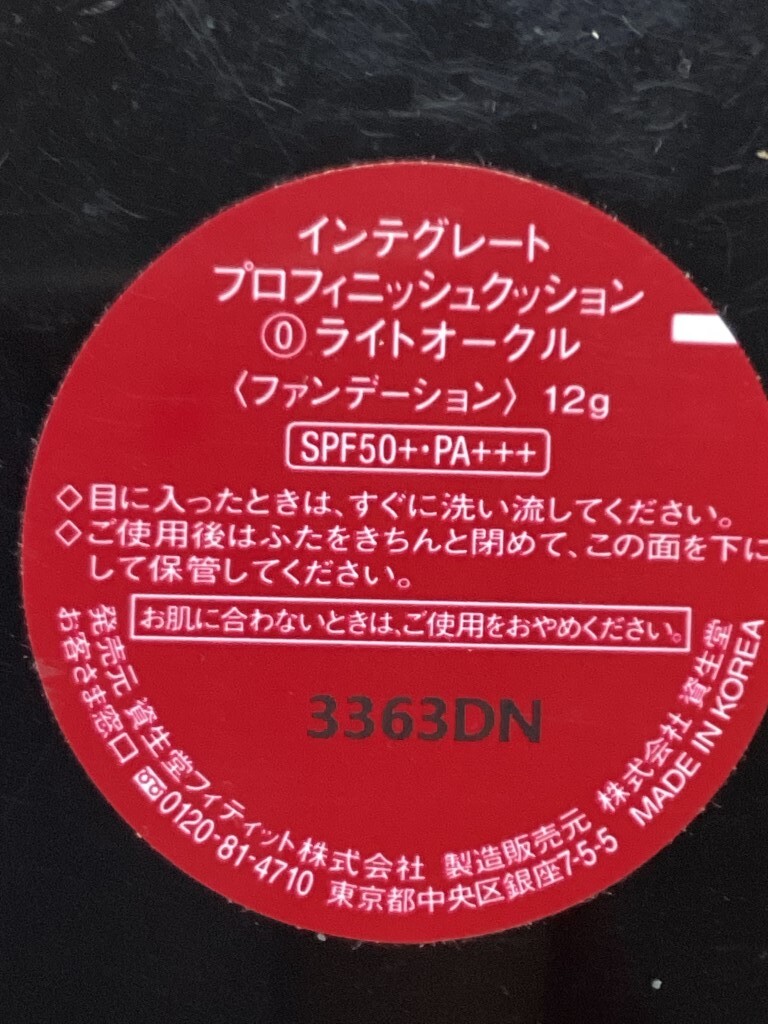 インテグレート
プロフィニッシュクッション
⓪ライトオークル
〈ファンデーション〉 12g
SPF50+・PA+++
◇目に入ったときは、すぐに洗い流してください。
◇ご使用後はふたをきちんと閉めて、この面を下に
して保管してください。
お肌に合わないときは、ご使用をおやめください。
3363DN
発売元 資生堂フィティット株式会社 製造販売元 株式会社 資生堂
お客さま窓口 0120-81-4710 東京都中央区銀座7-5-5 MADE IN KOREA